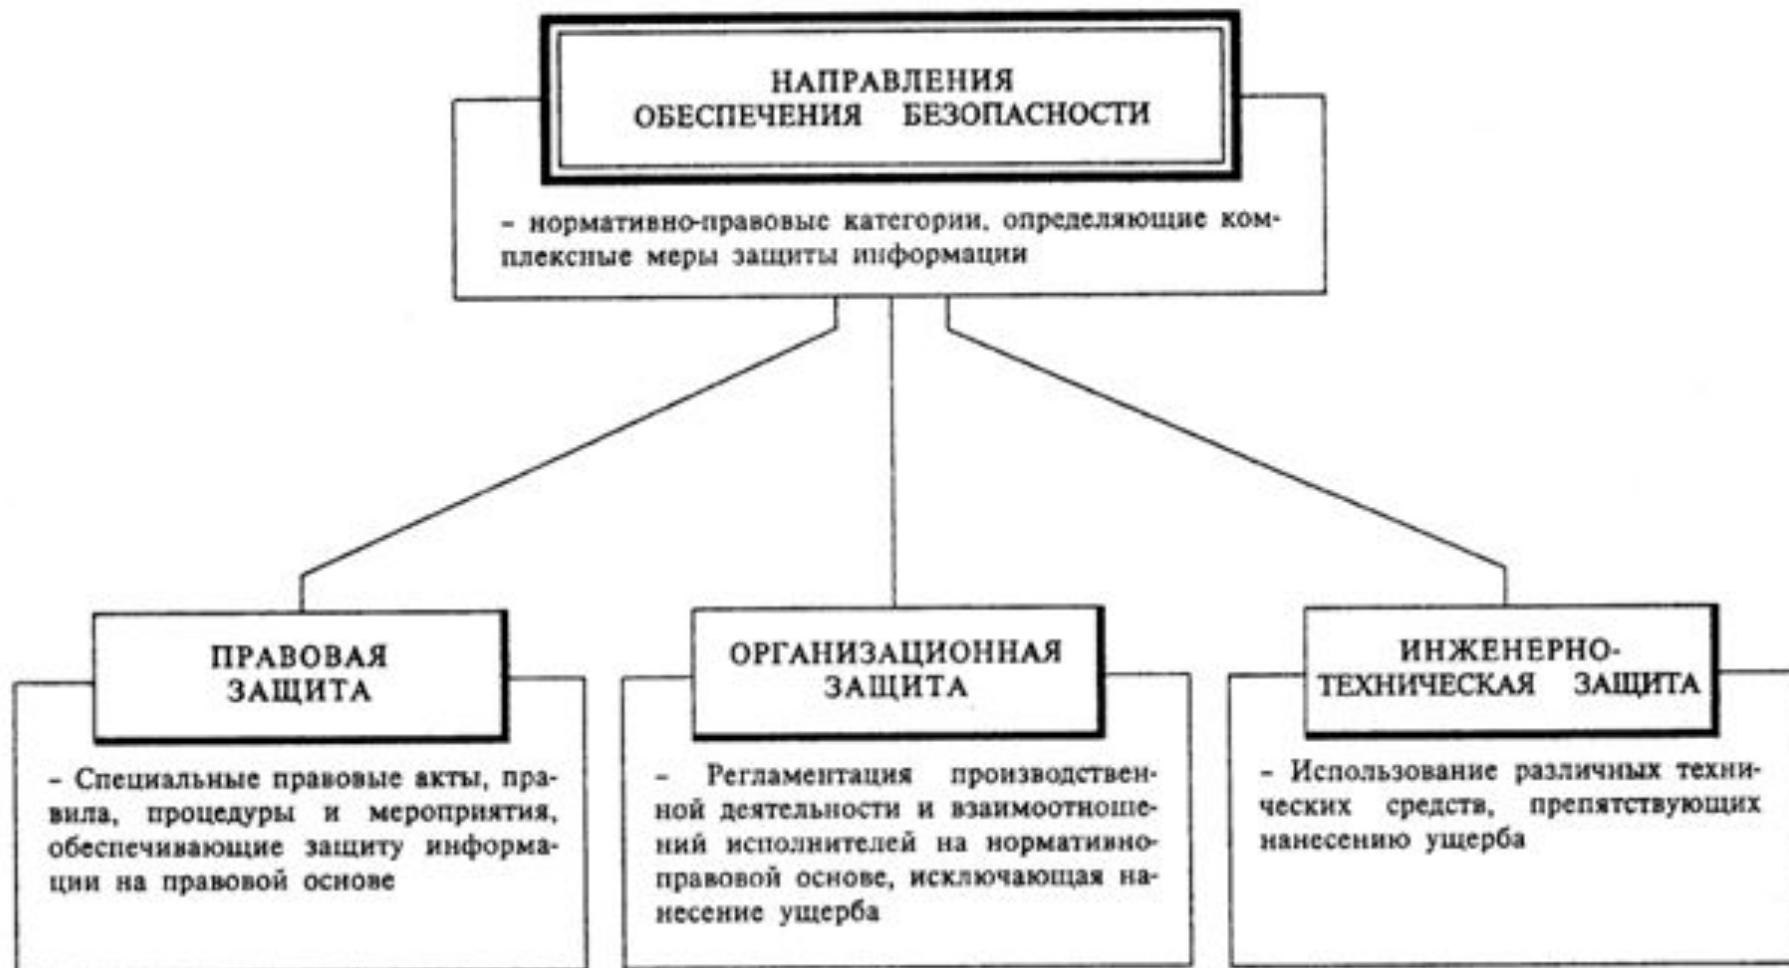 НАПРАВЛЕНИЯ
ОБЕСПЕЧЕНИЯ БЕЗОПАСНОСТИ
– нормативно-правовые категории, определяющие ком-
плексные меры защиты информации
ПРАВОВАЯ
ЗАЩИТА
– Специальные правовые акты, пра-
вила, процедуры и мероприятия,
обеспечивающие защиту информа-
ции на правовой основе
ОРГАНИЗАЦИОННАЯ
ЗАЩИТА
– Регламентация производствен-
ной деятельности и взаимоотноше-
ний исполнителей на нормативно-
правовой основе, исключающая на-
несение ущерба
ИНЖЕНЕРНО-
ТЕХНИЧЕСКАЯ ЗАЩИТА
– Использование различных техни-
ческих средств, препятствующих
нанесению ущерба